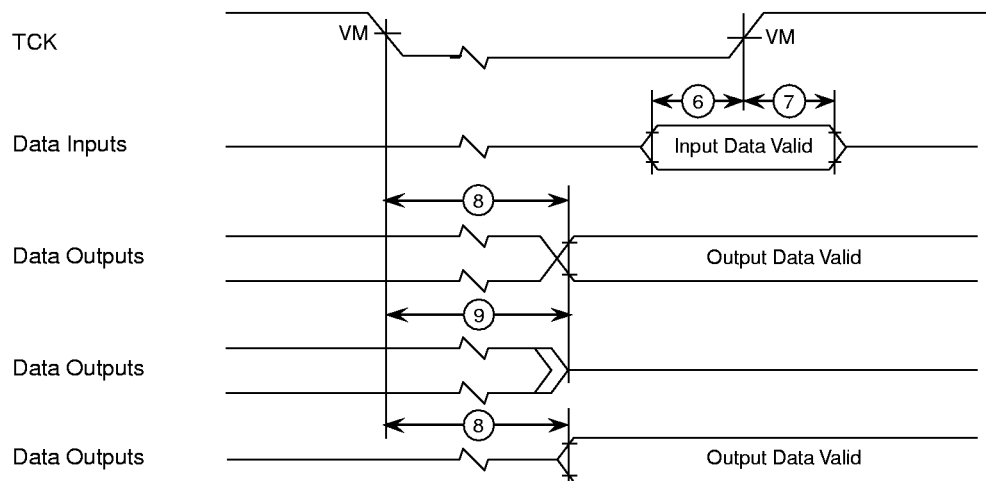 TCK
VM
VM
6
7
Data Inputs
Input Data Valid
8
Data Outputs
Output Data Valid
9
Data Outputs
8
Data Outputs
Output Data Valid